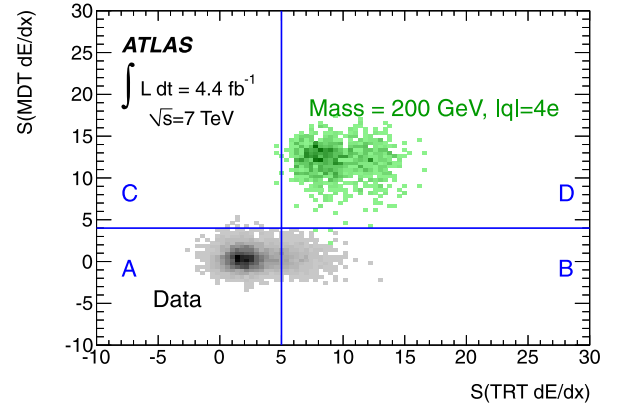 S(MDT dE/dx)
30
25
20
15
10
5
0
-5
-10
ATLAS
∫ L dt = 4.4 fb⁻¹
√s=7 TeV
Mass = 200 GeV, |q|=4e
C
D
A
B
Data
-10 -5 0 5 10 15 20 25 30
S(TRT dE/dx)